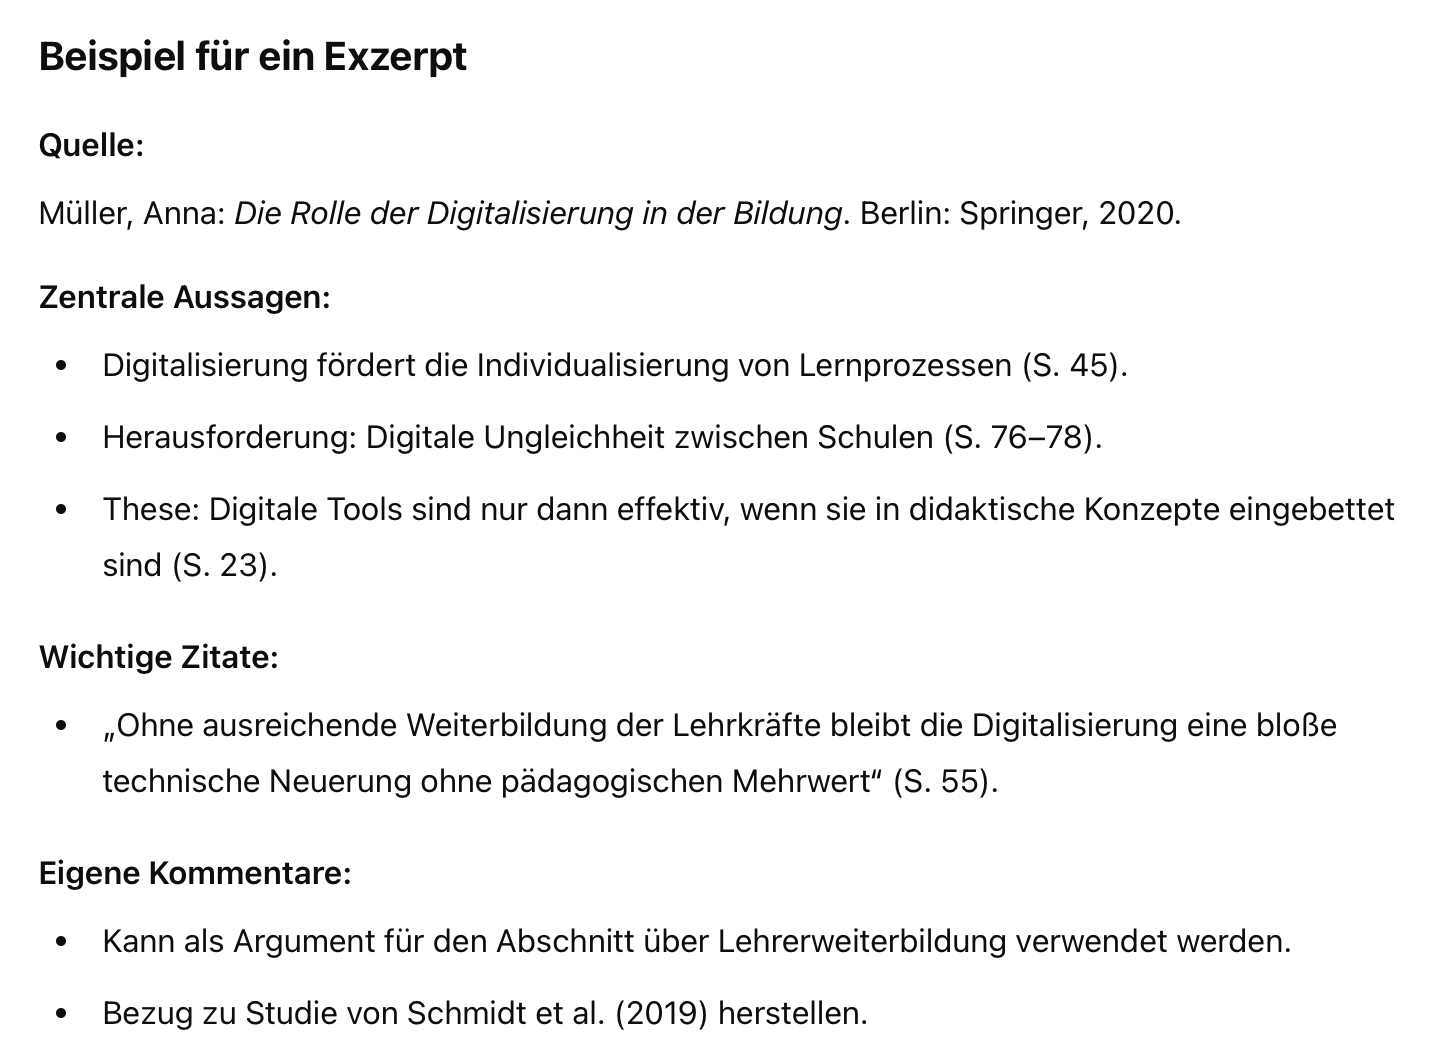 Beispiel für ein Exzerpt
Quelle:
Müller, Anna: Die Rolle der Digitalisierung in der Bildung. Berlin: Springer, 2020.
Zentrale Aussagen:
• Digitalisierung fördert die Individualisierung von Lernprozessen (S. 45).
• Herausforderung: Digitale Ungleichheit zwischen Schulen (S. 76–78).
• These: Digitale Tools sind nur dann effektiv, wenn sie in didaktische Konzepte eingebettet
sind (S. 23).
Wichtige Zitate:
• „Ohne ausreichende Weiterbildung der Lehrkräfte bleibt die Digitalisierung eine bloße
technische Neuerung ohne pädagogischen Mehrwert“ (S. 55).
Eigene Kommentare:
• Kann als Argument für den Abschnitt über Lehrerweiterbildung verwendet werden.
• Bezug zu Studie von Schmidt et al. (2019) herstellen.